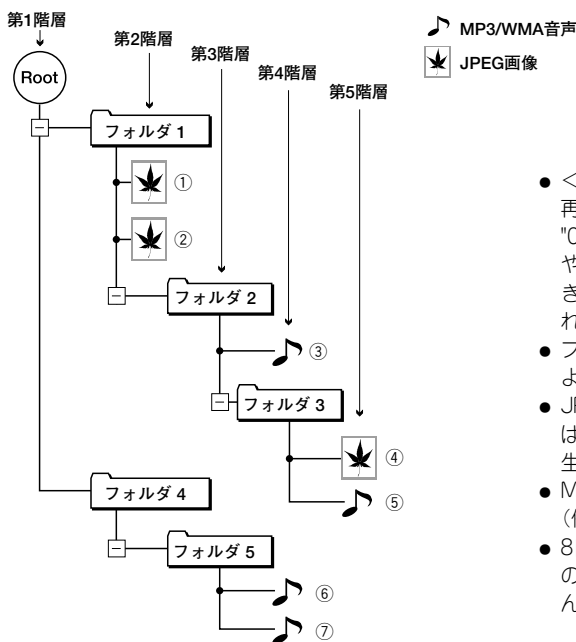 第1階層
第2階層
第3階層
第4階層
第5階層
MP3/WMA音声
JPEG画像
Root
フォルダ 1
①
②
フォルダ 2
③
フォルダ 3
④
⑤
フォルダ 4
フォルダ 5
⑥
⑦
● <
再
"C
や
き
れ
● フ
よ
● JF
は
生
● M
(
● 8
の
ん